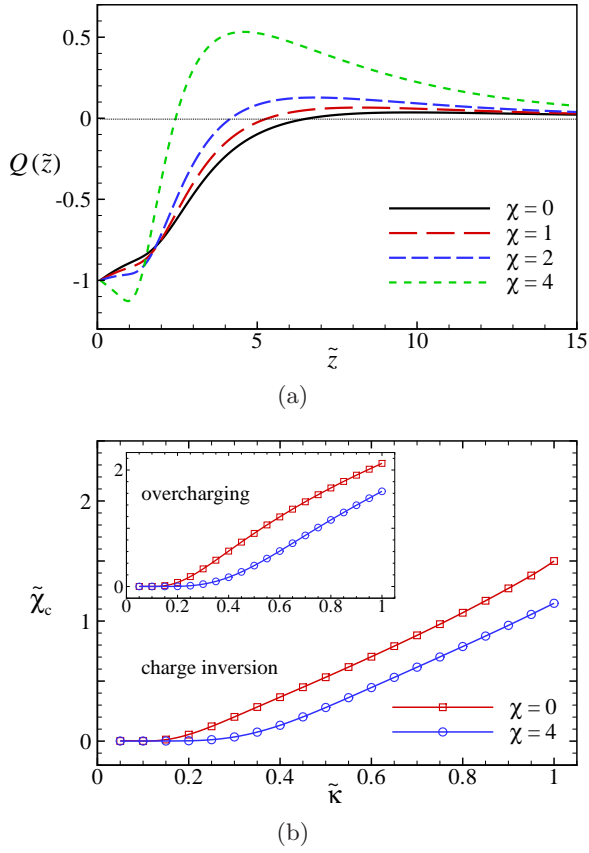 0.5
0
-0.5
-1
Q(z̃)
χ = 0
χ = 1
χ = 2
χ = 4
0 5 10 15
z̃
(a)
2
1
0
χ̃c
2
0
overcharging
0 0.2 0.4 0.6 0.8 1
charge inversion
χ = 0
χ = 4
0 0.2 0.4 0.6 0.8 1
κ̃
(b)